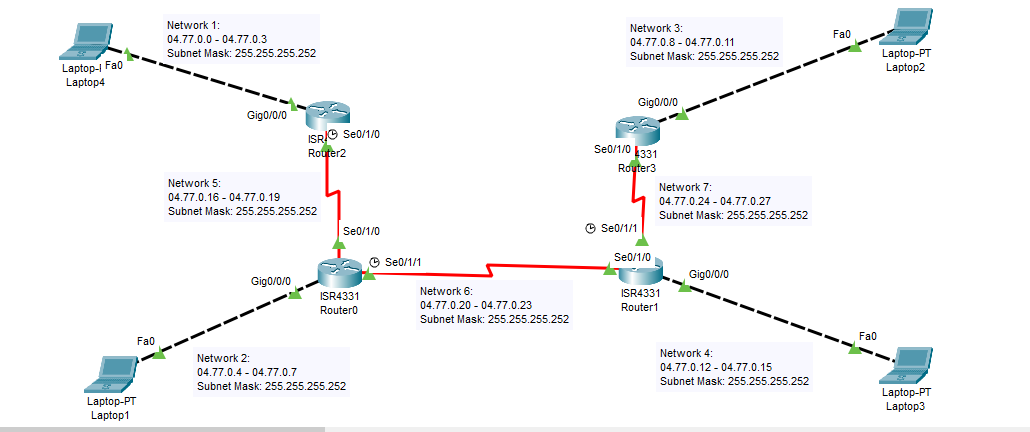 Network 1:
04.77.0.0 - 04.77.0.3
Subnet Mask: 255.255.255.252
Fa0
Laptop4
Gig0/0/0
Se0/1/0
Router2
Network 3:
04.77.0.8 - 04.77.0.11
Subnet Mask: 255.255.255.252
Fa0
Laptop-PT
Laptop2
Gig0/0/0
Se0/1/0
4331
Router3
Network 5:
04.77.0.16 - 04.77.0.19
Subnet Mask: 255.255.255.252
Network 7:
04.77.0.24 - 04.77.0.27
Subnet Mask: 255.255.255.252
Se0/1/0
Se0/1/1
Gig0/0/0
ISR4331
Router0
Se0/1/1
Se0/1/0
Gig0/0/0
ISR4331
Router1
Network 6:
04.77.0.20 - 04.77.0.23
Subnet Mask: 255.255.255.252
Fa0
Laptop-PT
Laptop1
Network 2:
04.77.0.4 - 04.77.0.7
Subnet Mask: 255.255.255.252
Network 4:
04.77.0.12 - 04.77.0.15
Subnet Mask: 255.255.255.252
Fa0
Laptop-PT
Laptop3